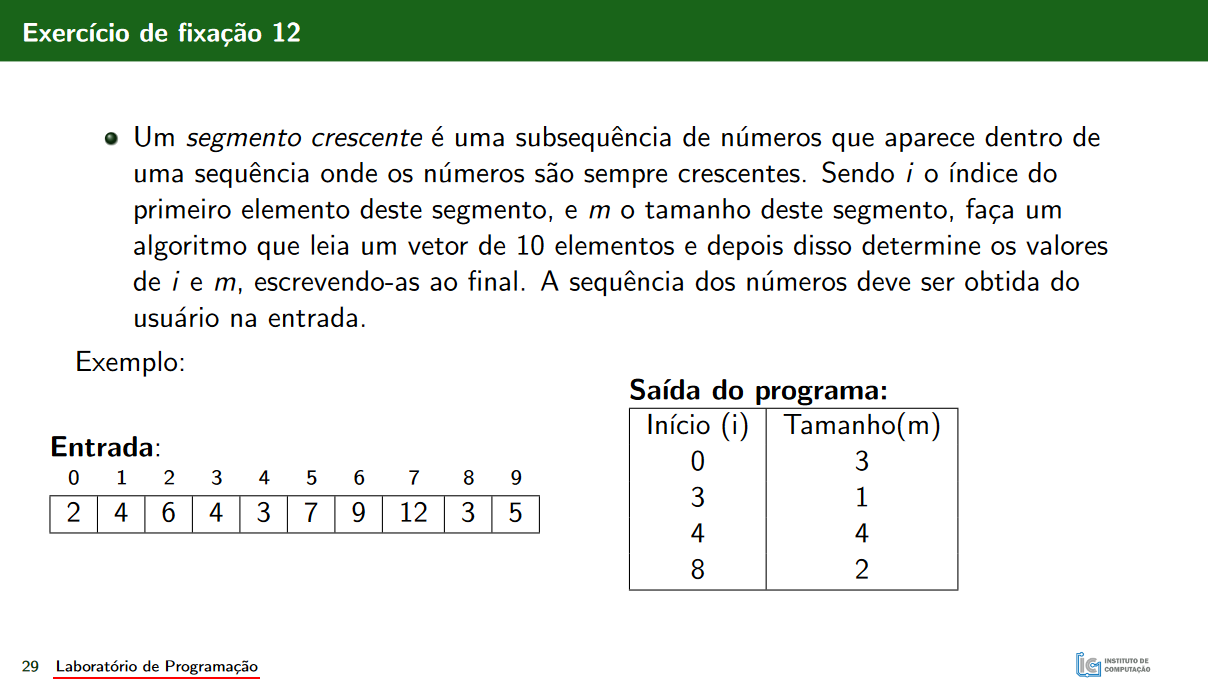 Exercício de fixação 12
Um segmento crescente é uma subsequência de números que aparece dentro de
uma sequência onde os números são sempre crescentes. Sendo i o índice do
primeiro elemento deste segmento, e m o tamanho deste segmento, faça um
algoritmo que leia um vetor de 10 elementos e depois disso determine os valores
de i e m, escrevendo-as ao final. A sequência dos números deve ser obtida do
usuário na entrada.
Exemplo:
Entrada:
0 1 2 3 4 5 6 7 8 9
2 4 6 4 3 7 9 12 3 5
Saída do programa:
Início (i) Tamanho(m)
0 3
3 1
4 4
8 2
29 Laboratório de Programação
ic INSTITUTO DE
COMPUTAÇÃO